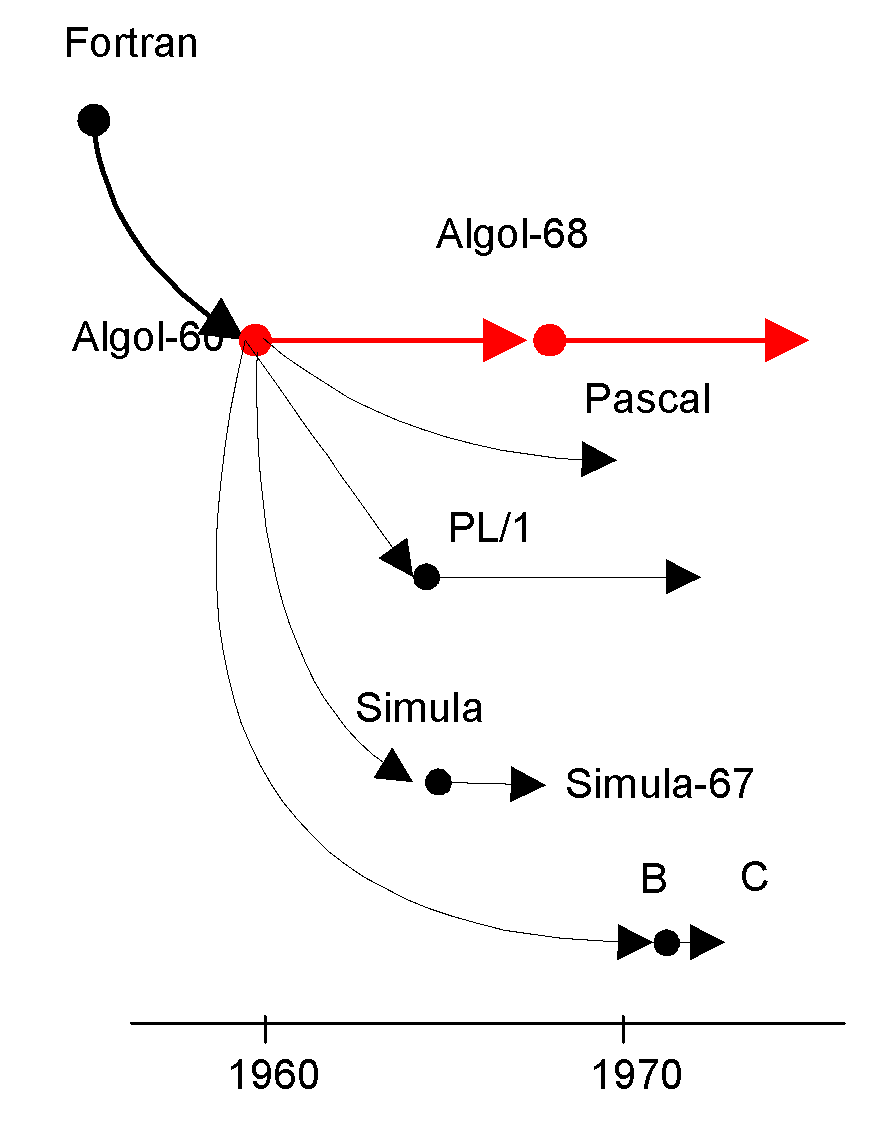 Fortran
Algol-68
Algol-60
Pascal
PL/1
Simula
Simula-67
B C
1960 1970